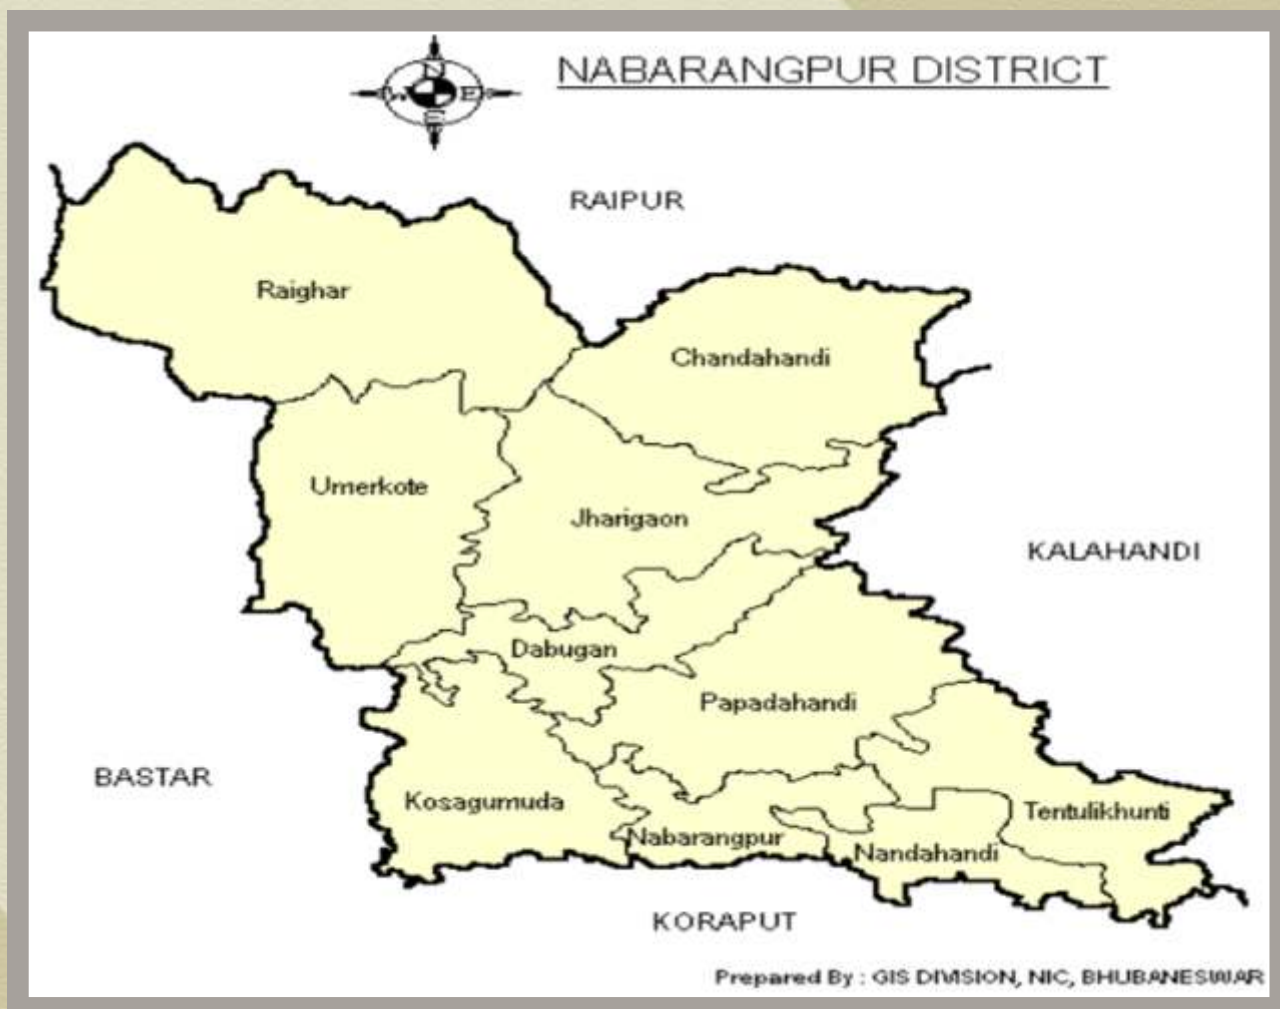 NABARANGPUR DISTRICT
N
W E
E
RAIPUR
Raighar
Chandahandi
Umerkote
Jharigaon
KALAHANDI
Dabugan
Papadahandi
BASTAR
Kosagumuda
Tentulikhunti
Nabarangpur
Nandahandi
KORAPUT
Prepared By : GIS DIVISION, NIC, BHUBANESWAR